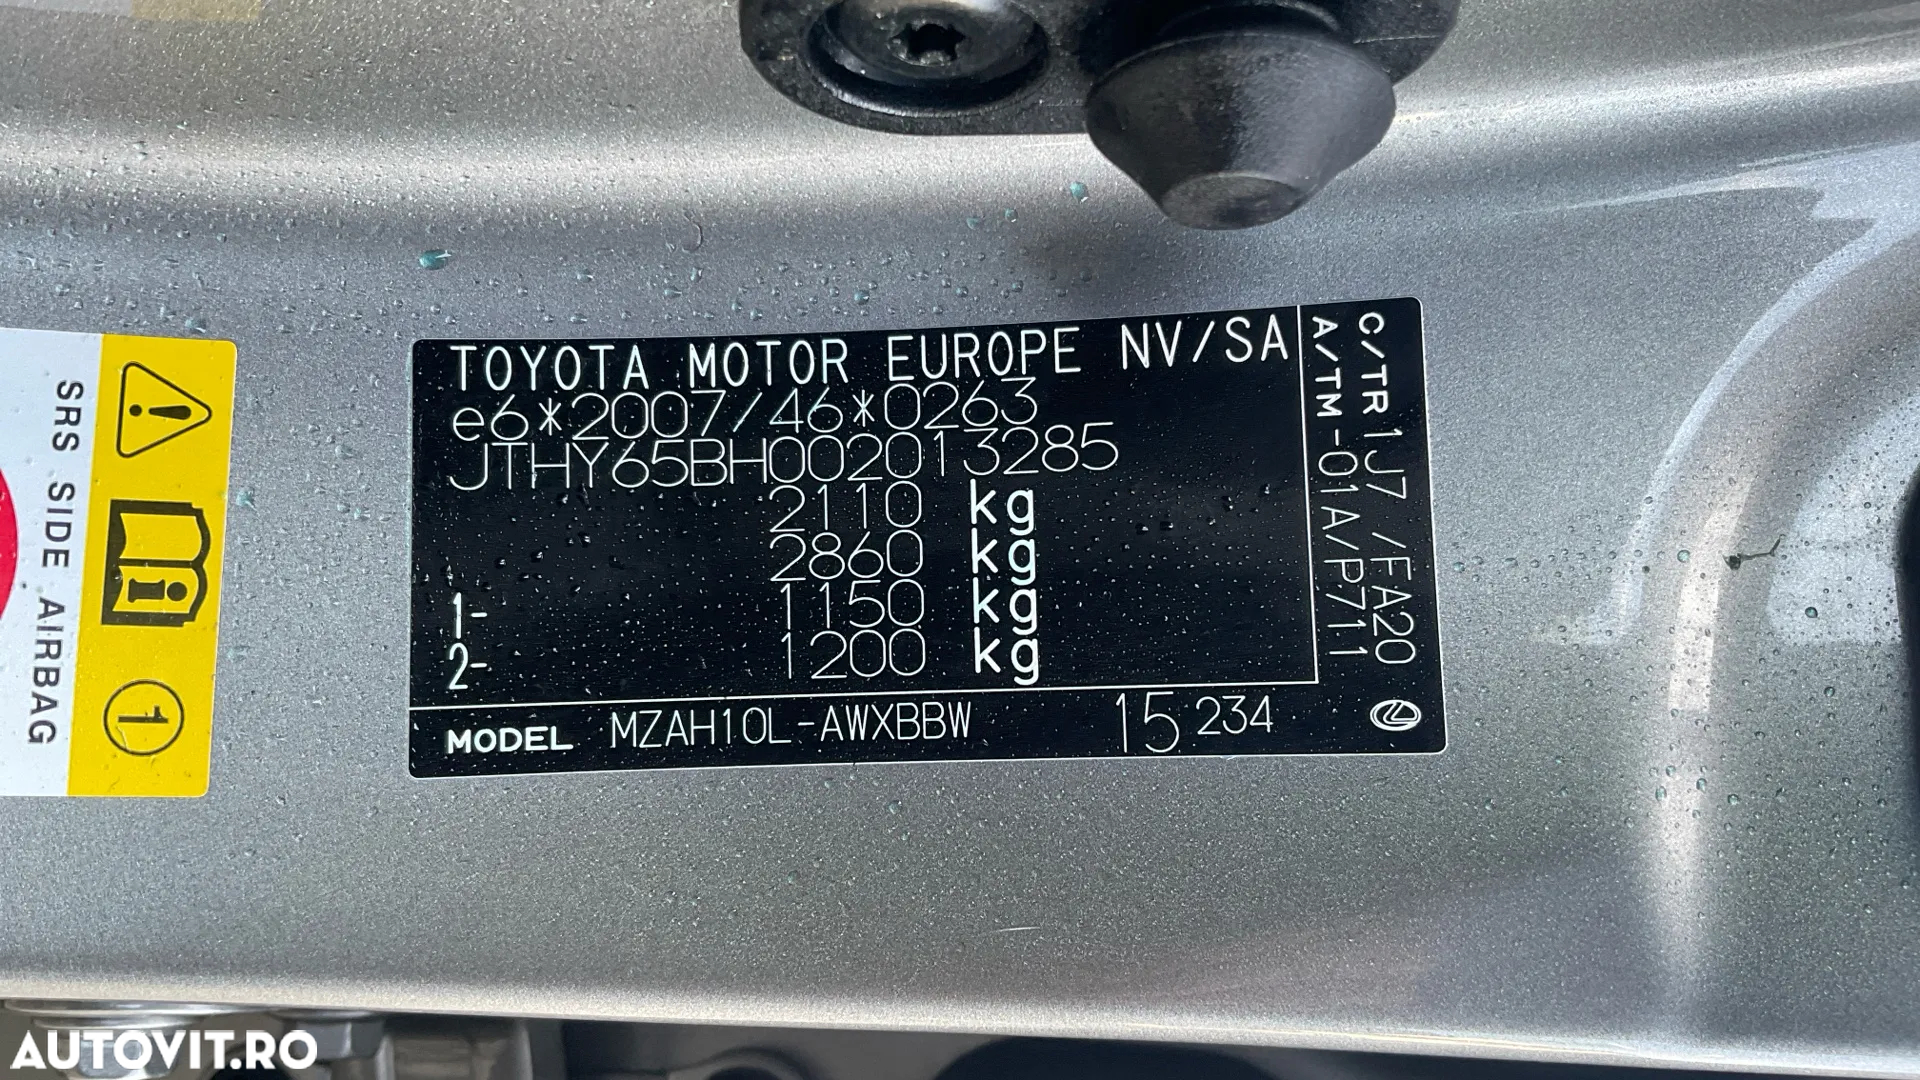 TOYOTA MOTOR EUROPE NV/SA
e6*2007/46*0263
JTHY65BH002013285
2110 kg
2860 kg
1- 1150 kg
2- 1200 kg
MODEL MZAH10L-AWXBBW 15 234
C/TR 1J7 /FA20
A/TM -01A/P711
SRS SIDE AIRBAG
1
AUTOVIT.RO